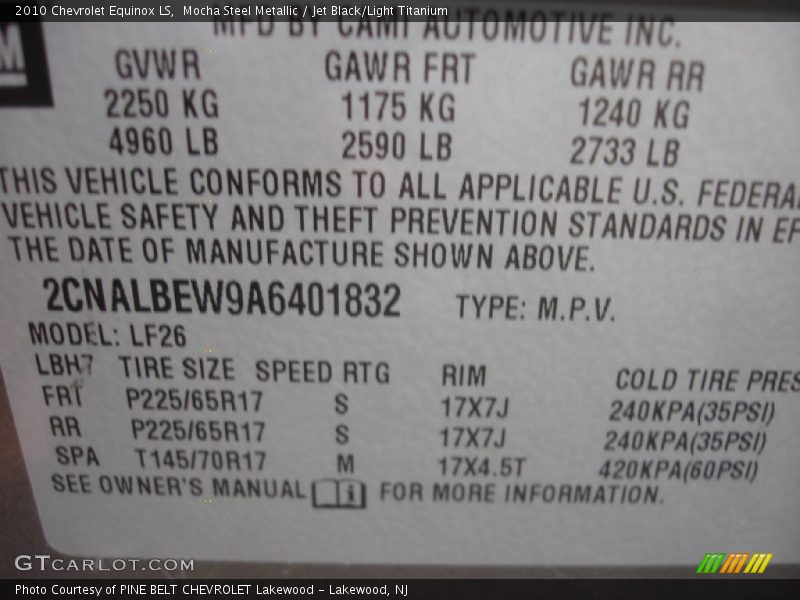 2010 Chevrolet Equinox LS, Mocha Steel Metallic / Jet Black/Light Titanium
MFD BY CAMI AUTOMOTIVE INC.
GM
GVWR GAWR FRT GAWR RR
2250 KG 1175 KG 1240 KG
4960 LB 2590 LB 2733 LB
THIS VEHICLE CONFORMS TO ALL APPLICABLE U.S. FEDERA
VEHICLE SAFETY AND THEFT PREVENTION STANDARDS IN EF
THE DATE OF MANUFACTURE SHOWN ABOVE.
2CNALBEW9A6401832 TYPE: M.P.V.
MODEL: LF26
LBH7 TIRE SIZE SPEED RTG RIM COLD TIRE PRES
FRT P225/65R17 S 17X7J 240KPA(35PSI)
RR P225/65R17 S 17X7J 240KPA(35PSI)
SPA T145/70R17 M 17X4.5T 420KPA(60PSI)
SEE OWNER'S MANUAL i FOR MORE INFORMATION.
GTCARLOT.COM
Photo Courtesy of PINE BELT CHEVROLET Lakewood - Lakewood, NJ